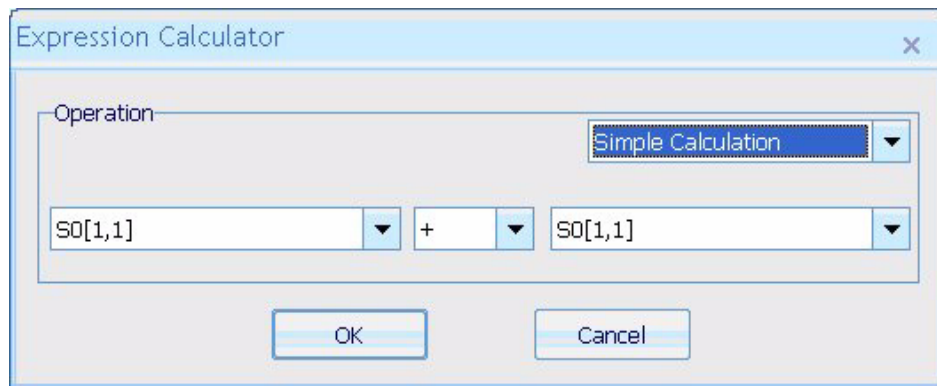 Expression Calculator
Operation
Simple Calculation
S0[1,1] + S0[1,1]
OK Cancel